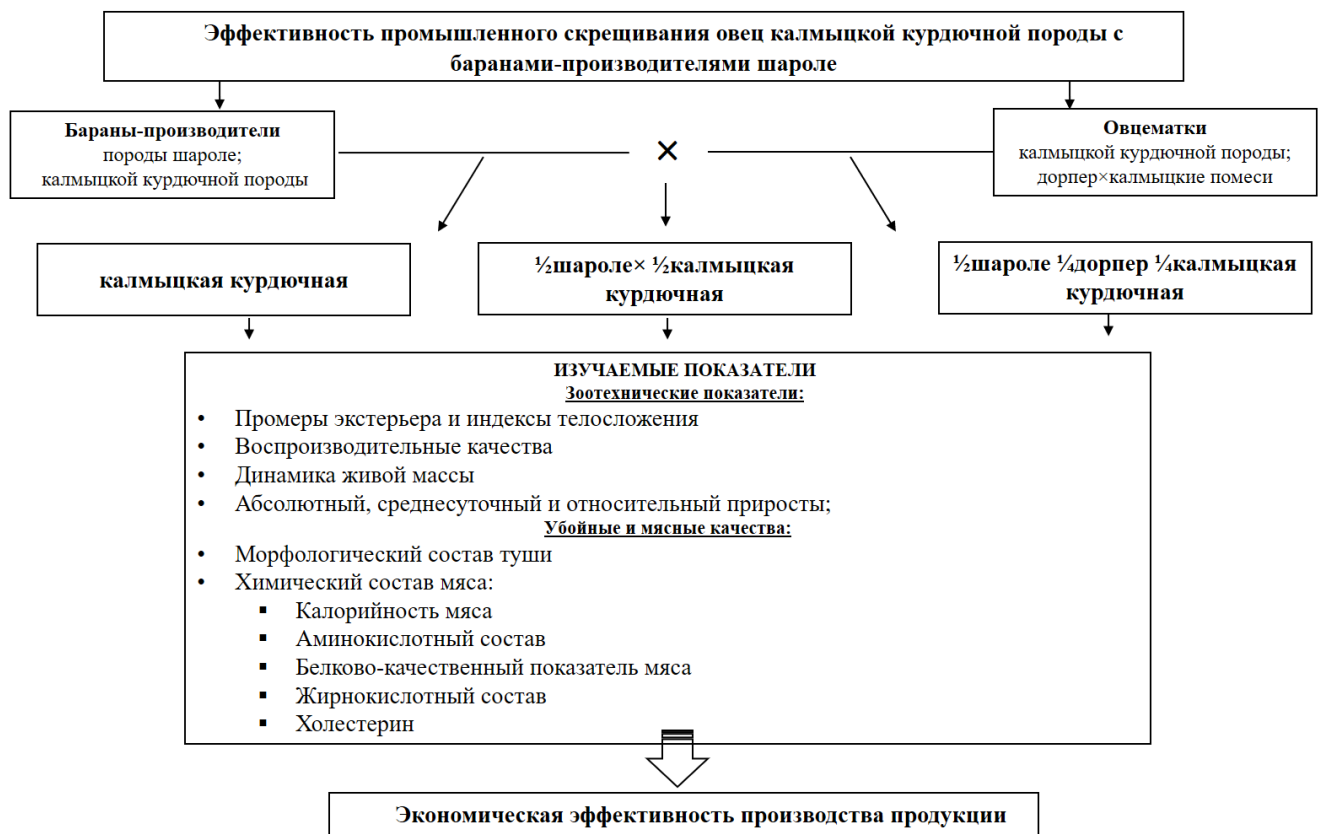 Эффективность промышленного скрещивания овец калмыцкой курдючной породы с
баранами-производителями шароле
Бараны-производители
породы шароле;
калмыцкой курдючной породы
×
Овцематки
калмыцкой курдючной породы;
дорпер×калмыцкие помеси
калмыцкая курдючная
½шароле× ½калмыцкая
курдючная
½шароле ¼дорпер ¼калмыцкая
курдючная
ИЗУЧАЕМЫЕ ПОКАЗАТЕЛИ
Зоотехнические показатели:
• Промеры экстерьера и индексы телосложения
• Воспроизводительные качества
• Динамика живой массы
• Абсолютный, среднесуточный и относительный приросты;
Убойные и мясные качества:
• Морфологический состав туши
• Химический состав мяса:
▪ Калорийность мяса
▪ Аминокислотный состав
▪ Белково-качественный показатель мяса
▪ Жирнокислотный состав
▪ Холестерин
Экономическая эффективность производства продукции